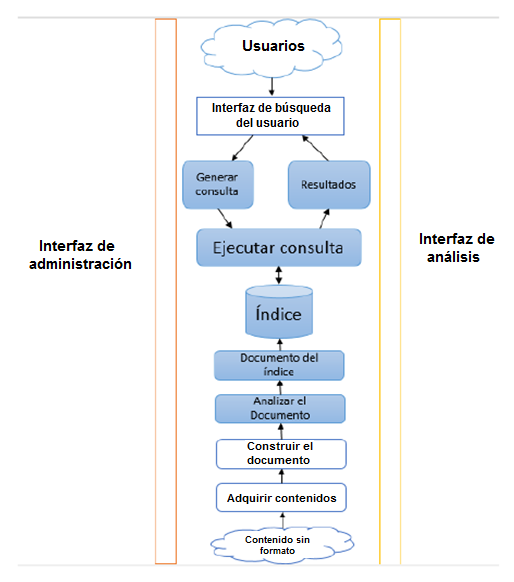 Usuarios
Interfaz de búsqueda
del usuario
Generar
consulta
Resultados
Ejecutar consulta
Interfaz de
administración
Interfaz de
análisis
Índice
Documento del
índice
Analizar el
Documento
Construir el
documento
Adquirir contenidos
Contenido sin
formato